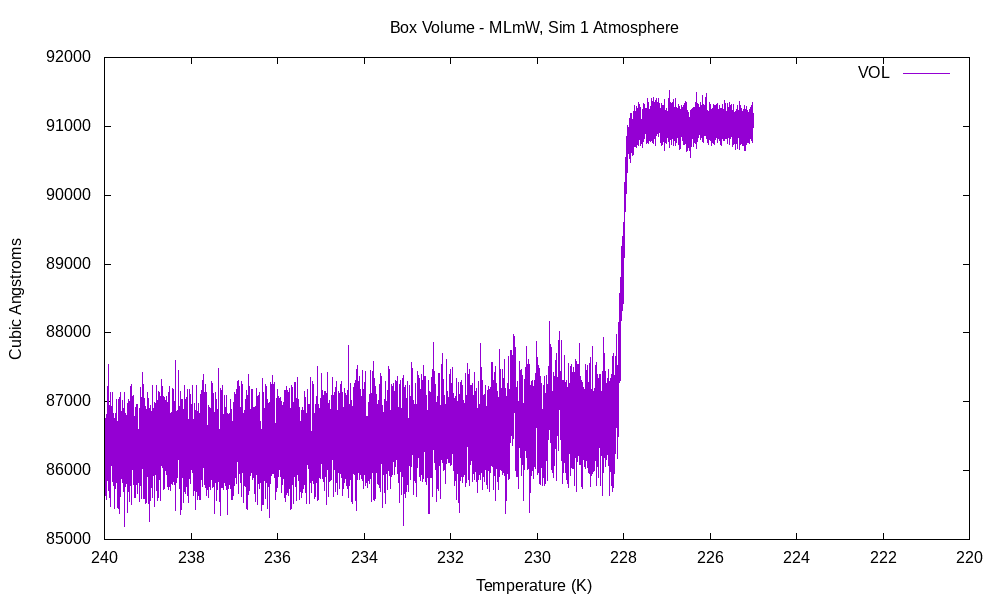 Box Volume - MLmW, Sim 1 Atmosphere
VOL
92000
91000
90000
89000
88000
87000
86000
85000
Cubic Angstroms
240 238 236 234 232 230 228 226 224 222 220
Temperature (K)